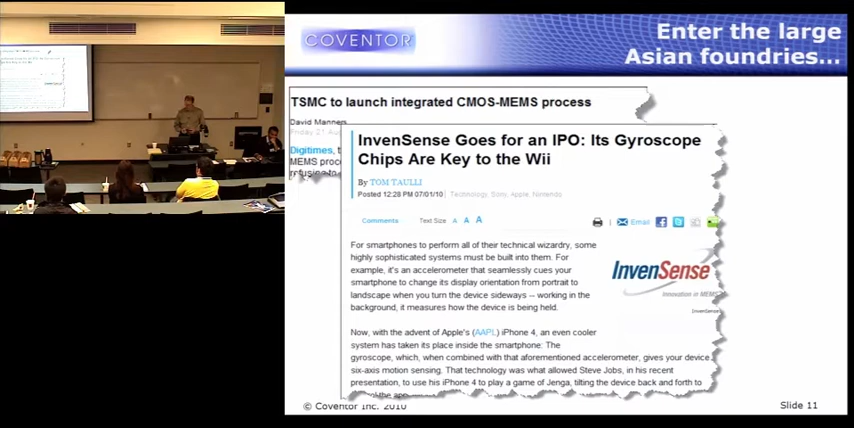 COVENTOR
Enter the large
Asian foundries...
TSMC to launch integrated CMOS-MEMS process
David Manners
Friday 21 Aug
Digitimes, t
MEMS proc
refusing to
InvenSense Goes for an IPO: Its Gyroscope
Chips Are Key to the Wii
By TOM TAULLI
Posted 12:28 PM 07/01/10 Technology, Sony, Apple, Nintendo
Comments Text Size A A A Email
For smartphones to perform all of their technical wizardry, some
highly sophisticated systems must be built into them. For
example, it's an accelerometer that seamlessly cues your
smartphone to change its display orientation from portrait to
landscape when you turn the device sideways -- working in the
background, it measures how the device is being held.
InvenSense
Innovation in MEMS
InvenSense
Now, with the advent of Apple's (AAPL) iPhone 4, an even cooler
system has taken its place inside the smartphone: The
gyroscope, which, when combined with that aforementioned accelerometer, gives your device
six-axis motion sensing. That technology was what allowed Steve Jobs, in his recent
presentation, to use his iPhone 4 to play a game of Jenga, tilting the device back and forth to
the app.
© Coventor Inc. 2010
Slide 11